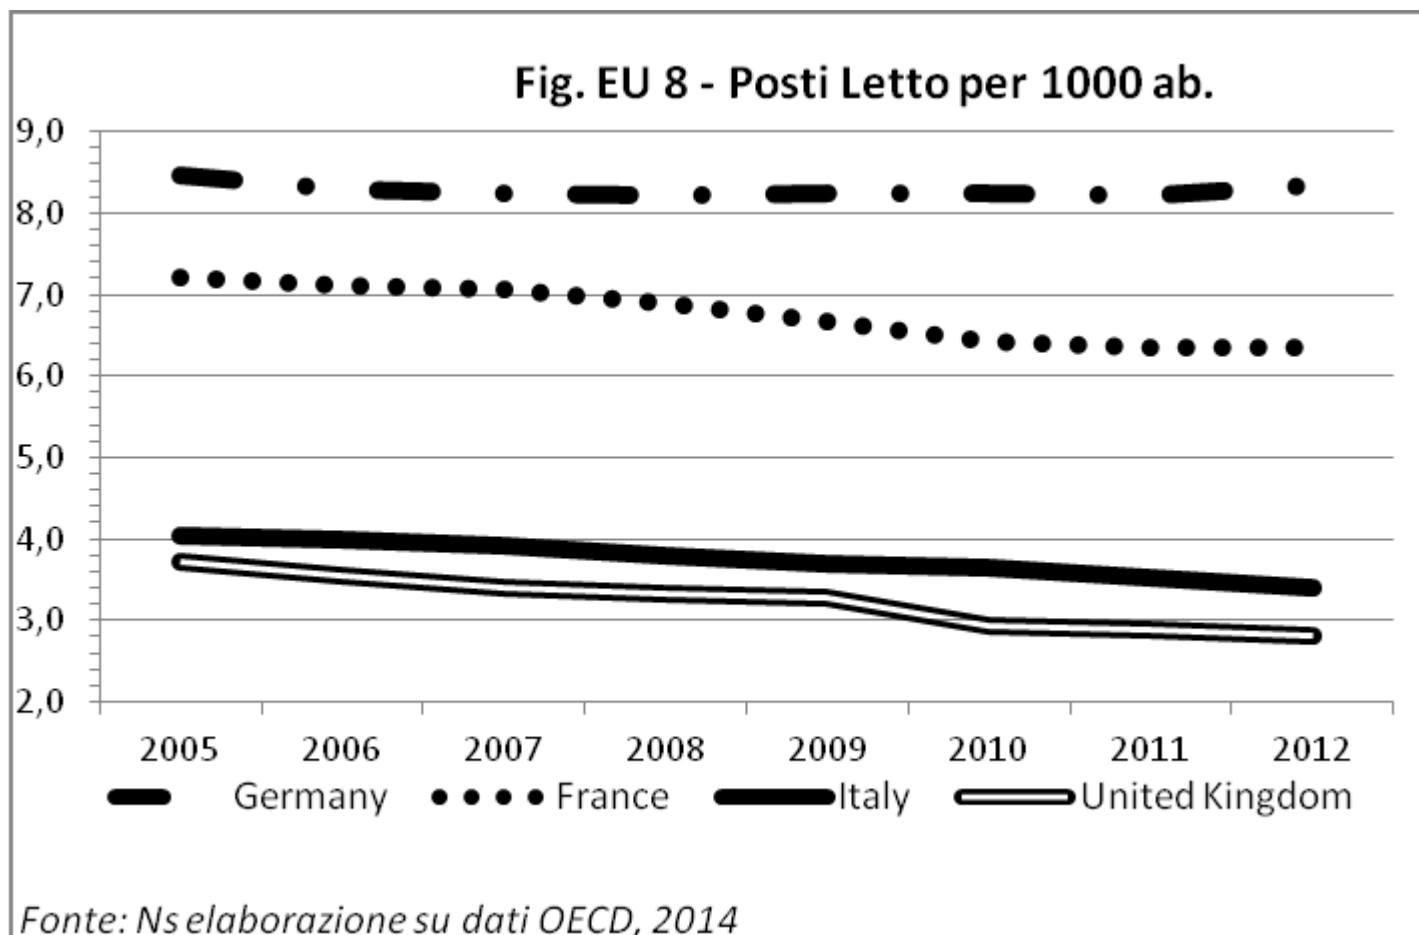 Fig. EU 8 - Posti Letto per 1000 ab.
9,0
8,0
7,0
6,0
5,0
4,0
3,0
2,0
2005 2006 2007 2008 2009 2010 2011 2012
Germany France Italy United Kingdom
Fonte: Ns elaborazione su dati OECD, 2014